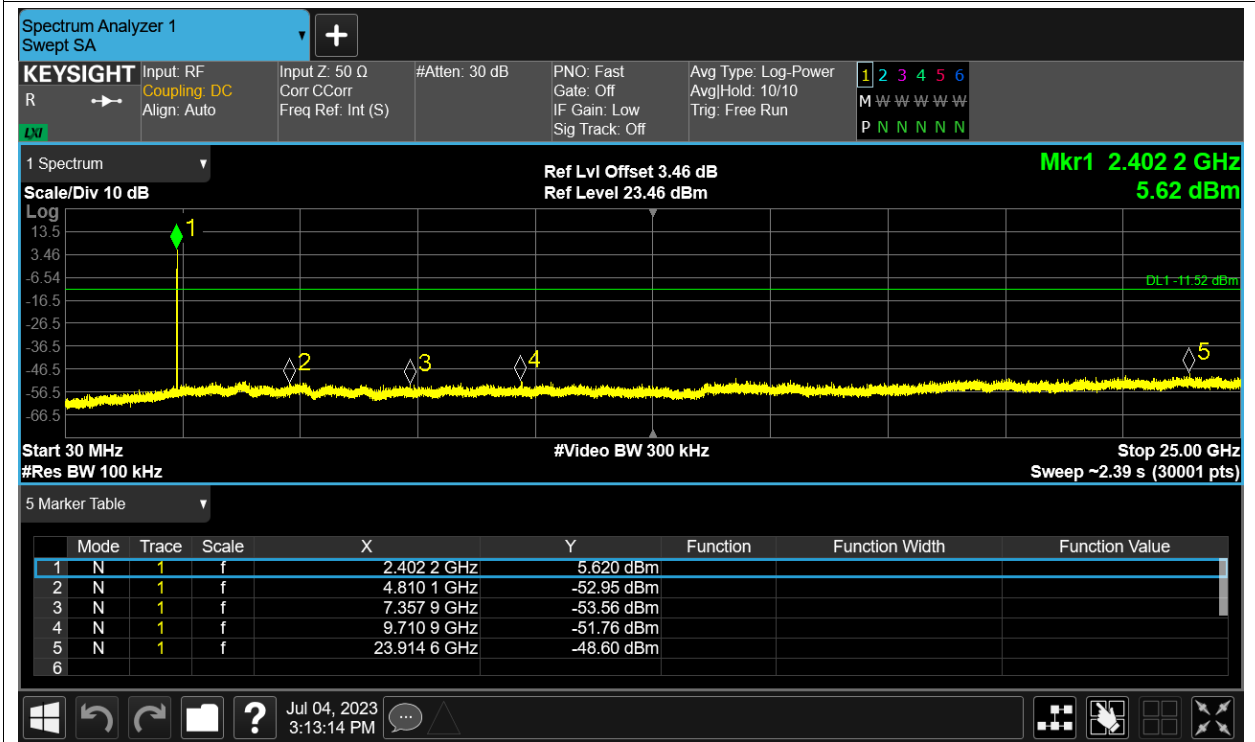 Spectrum Analyzer 1
Swept SA
KEYSIGHT Input: RF Input Z: 50 Ω #Atten: 30 dB PNO: Fast Avg Type: Log-Power 1 2 3 4 5 6
R Coupling: DC Corr CCorr Gate: Off Avg|Hold: 10/10 M W W W W W
Align: Auto Freq Ref: Int (S) IF Gain: Low Trig: Free Run P N N N N N
LXI Sig Track: Off
1 Spectrum Ref Lvl Offset 3.46 dB Mkr1 2.402 2 GHz
Scale/Div 10 dB Ref Level 23.46 dBm 5.62 dBm
Log
13.5 1
3.46
-6.54 DL1 -11.52 dBm
-16.5
-26.5
-36.5
-46.5 2 3 4 5
-56.5
-66.5
Start 30 MHz #Video BW 300 kHz Stop 25.00 GHz
#Res BW 100 kHz Sweep ~2.39 s (30001 pts)
5 Marker Table
Mode Trace Scale X Y Function Function Width Function Value
1 N 1 f 2.402 2 GHz 5.620 dBm
2 N 1 f 4.810 1 GHz -52.95 dBm
3 N 1 f 7.357 9 GHz -53.56 dBm
4 N 1 f 9.710 9 GHz -51.76 dBm
5 N 1 f 23.914 6 GHz -48.60 dBm
6
? Jul 04, 2023
3:13:14 PM